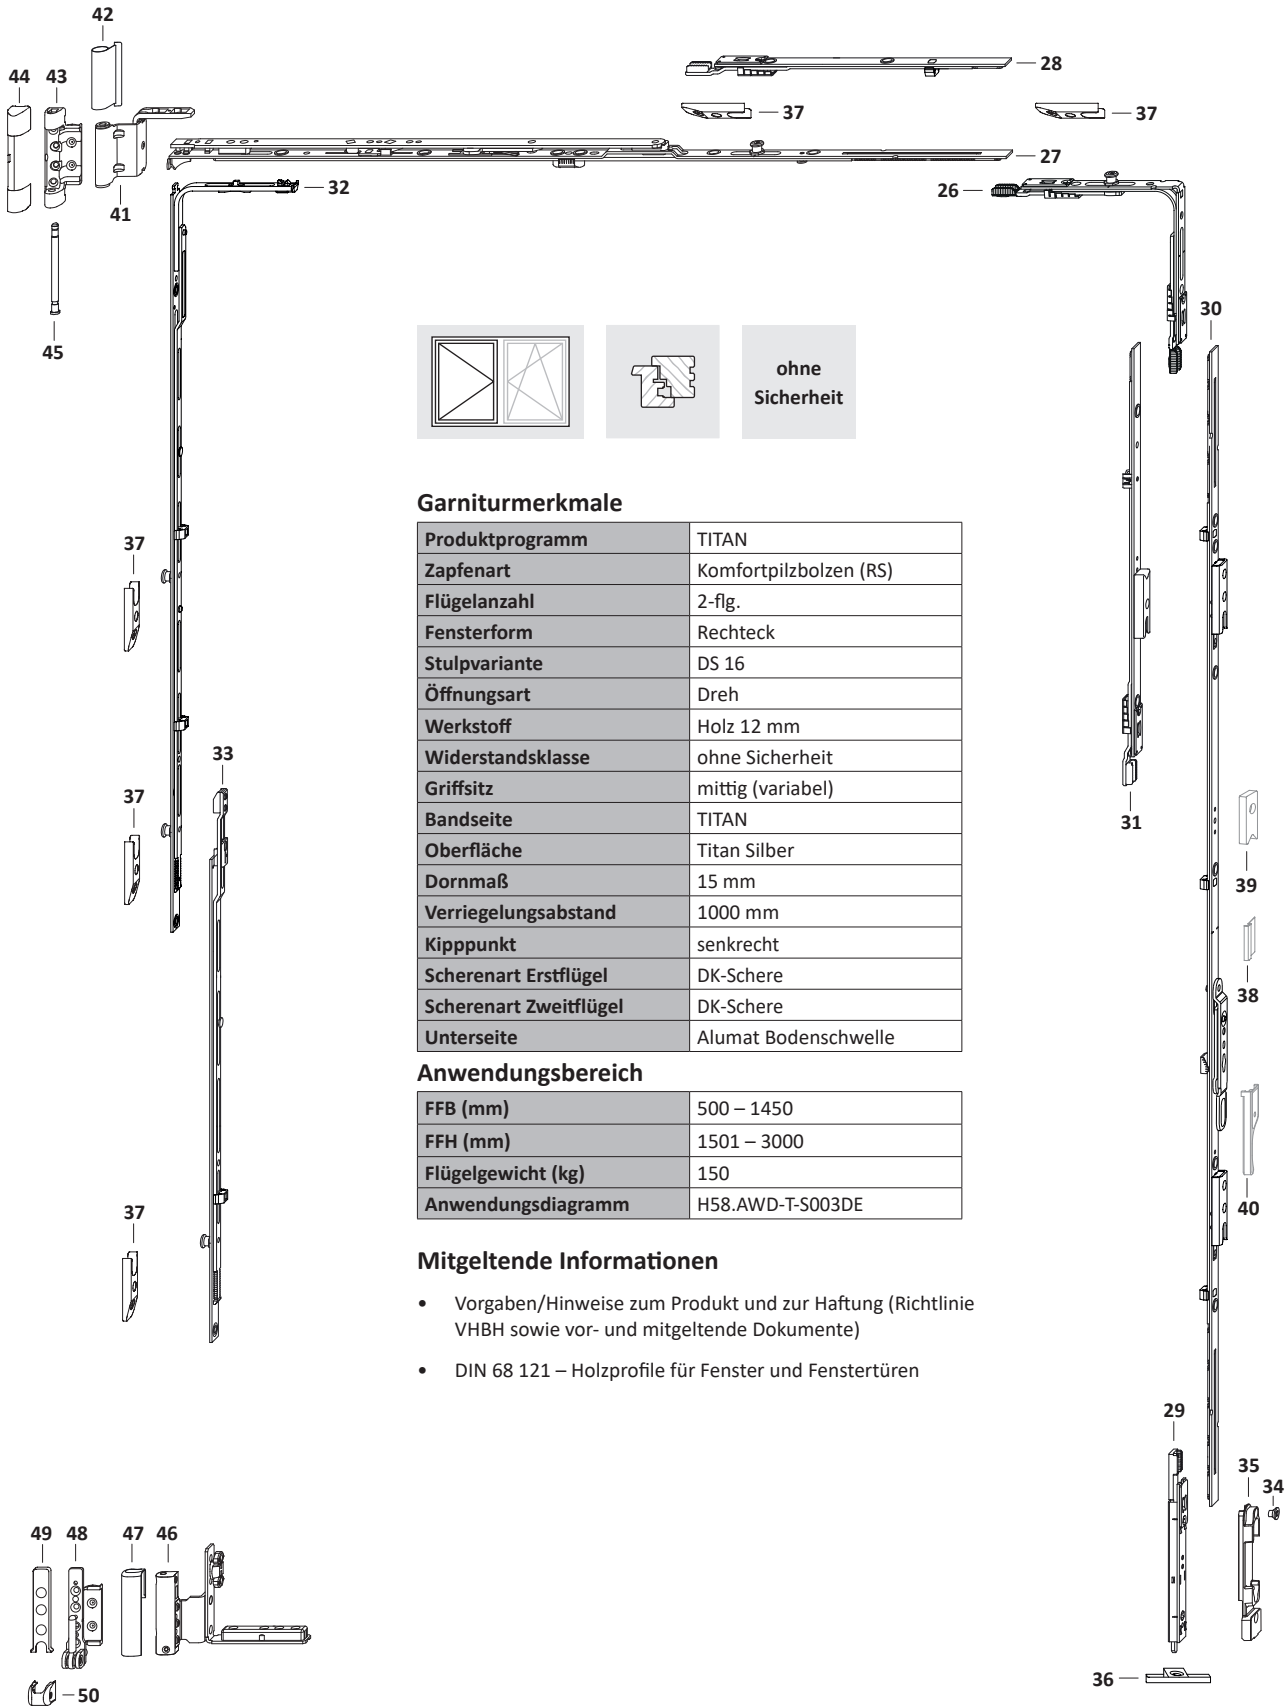 42
44 43
28
37
37
27
32
26
41
30
45
ohne
Sicherheit
Garniturmerkmale
Produktprogramm TITAN
Zapfenart Komfortpilzbolzen (RS)
Flügelanzahl 2-flg.
Fensterform Rechteck
Stulpvariante DS 16
Öffnungsart Dreh
Werkstoff Holz 12 mm
Widerstandsklasse ohne Sicherheit
Griffsitz mittig (variabel)
Bandseite TITAN
Oberfläche Titan Silber
Dornmaß 15 mm
Verriegelungsabstand 1000 mm
Kipppunkt senkrecht
Scherenart Erstflügel DK-Schere
Scherenart Zweitflügel DK-Schere
Unterseite Alumat Bodenschwelle
Anwendungsbereich
FFB (mm) 500 – 1450
FFH (mm) 1501 – 3000
Flügelgewicht (kg) 150
Anwendungsdiagramm H58.AWD-T-S003DE
Mitgeltende Informationen
• Vorgaben/Hinweise zum Produkt und zur Haftung (Richtlinie
VHBH sowie vor- und mitgeltende Dokumente)
• DIN 68 121 – Holzprofile für Fenster und Fenstertüren
37
33
37
31
39
38
40
37
29
35
34
49 48 47 46
36
50